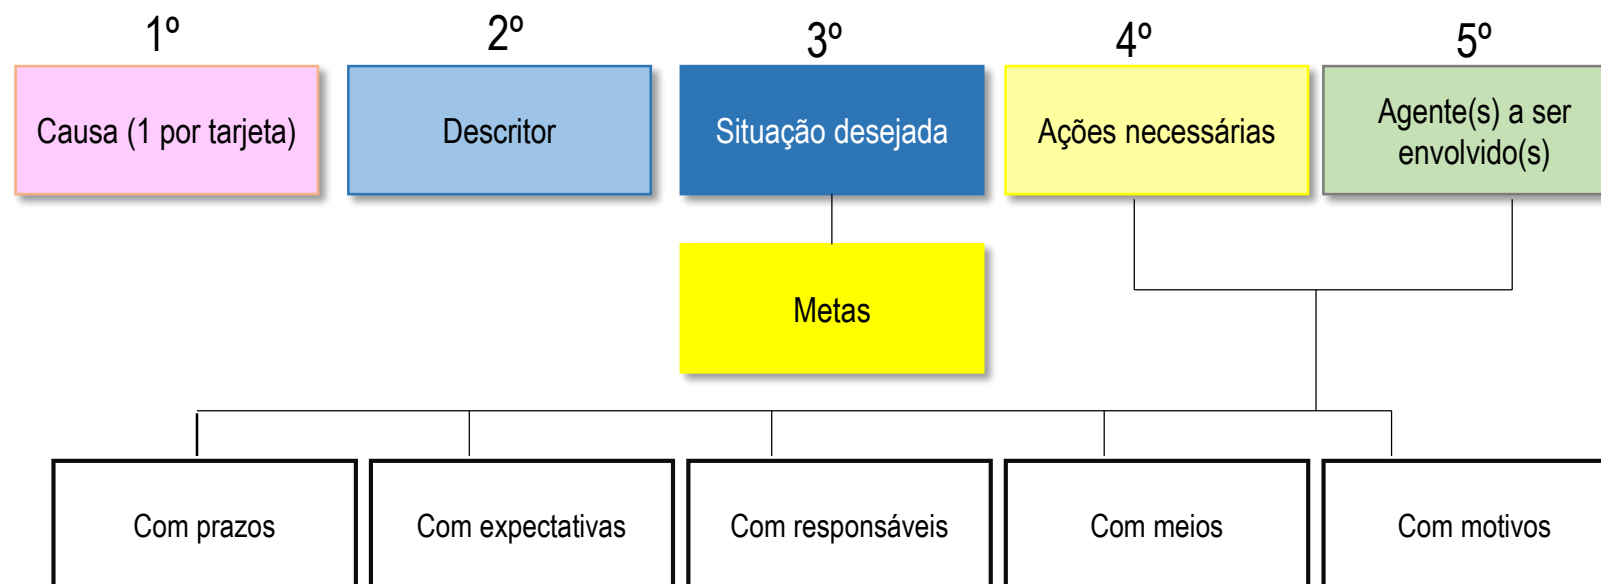 1º
2º
3º
4º
5º
Causa (1 por tarjeta)
Descritor
Situação desejada
Ações necessárias
Agente(s) a ser
envolvido(s)
Metas
Com prazos
Com expectativas
Com responsáveis
Com meios
Com motivos